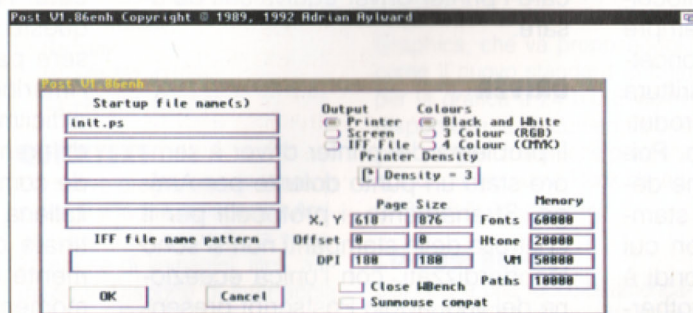 Post V1.86enh Copyright © 1989, 1992 Adrian Aylward
Post V1.86enh
Startup file name(s)
init.ps
IFF file name pattern
OK Cancel
Output Colours
Printer Black and White
Screen 3 Colour (RGB)
IFF File 4 Colour (CMYK)
Printer Density
Density - 3
Page Size Memory
X, Y 610 876 Fonts 60000
Offset 0 0 Htone 20000
DPI 180 180 VM 50000
Paths 10000
Close WBench
Sunmouse compat